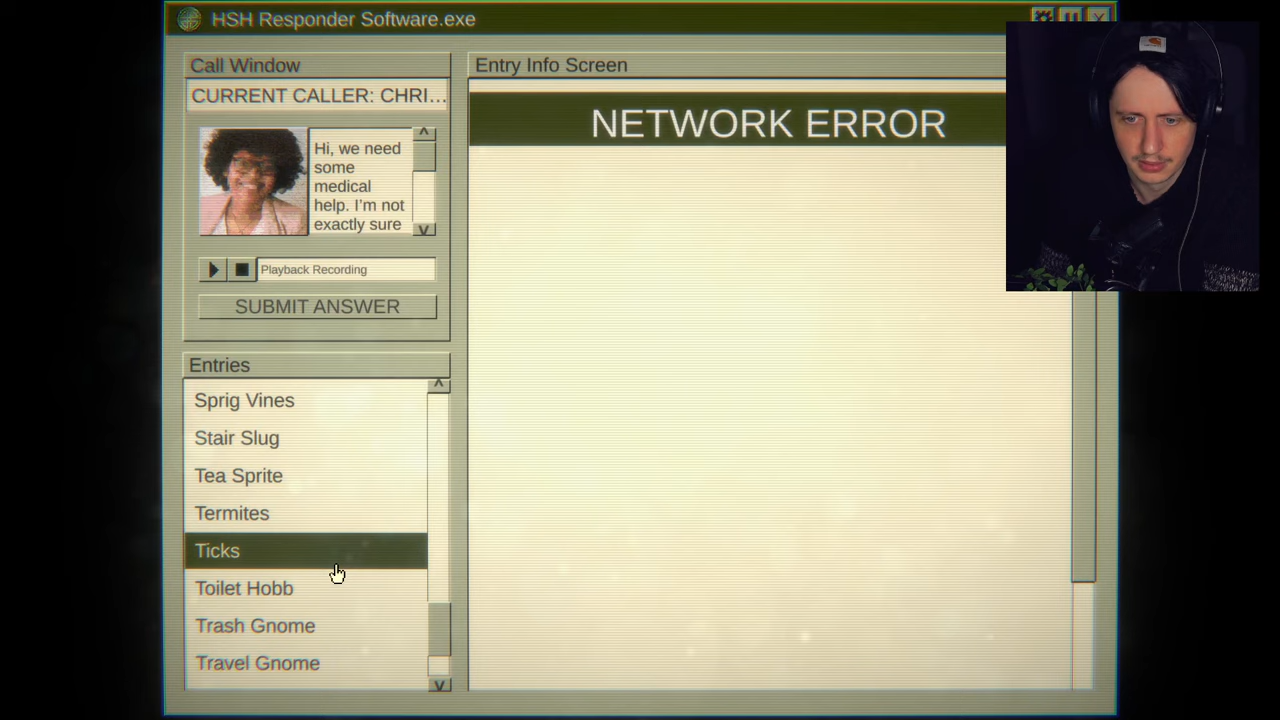 HSH Responder Software.exe
Call Window
CURRENT CALLER: CHRI...
Hi, we need
some
medical
help. I'm not
exactly sure
Playback Recording
SUBMIT ANSWER
Entries
Sprig Vines
Stair Slug
Tea Sprite
Termites
Ticks
Toilet Hobb
Trash Gnome
Travel Gnome
Entry Info Screen
NETWORK ERROR